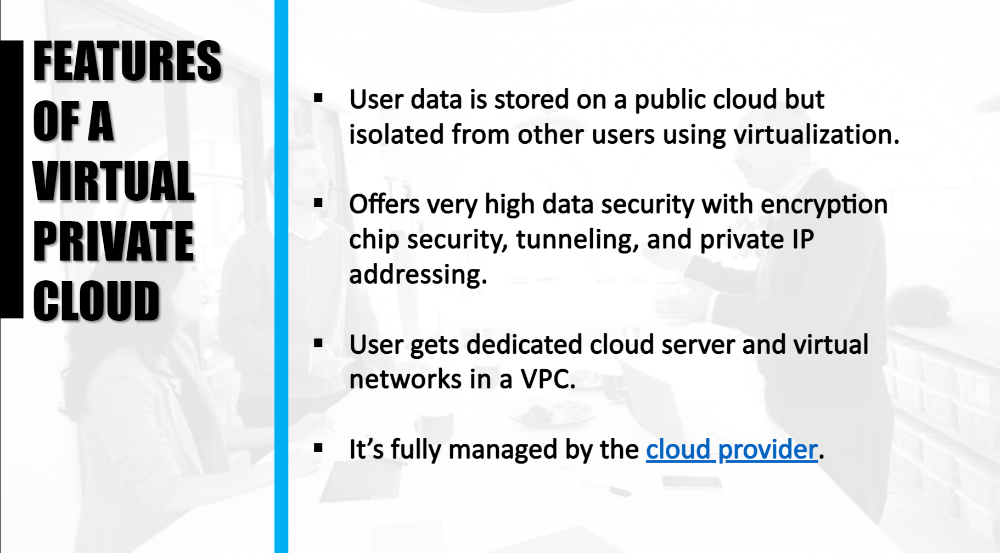 FEATURES
OF A
VIRTUAL
PRIVATE
CLOUD
▪ User data is stored on a public cloud but
isolated from other users using virtualization.
▪ Offers very high data security with encryption
chip security, tunneling, and private IP
addressing.
▪ User gets dedicated cloud server and virtual
networks in a VPC.
▪ It’s fully managed by the cloud provider.